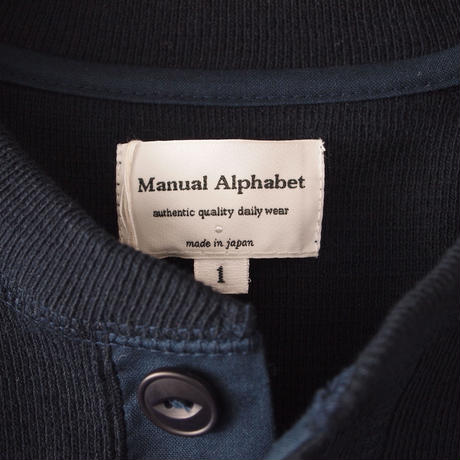 Manual Alphabet
authentic quality daily wear
made in japan
1